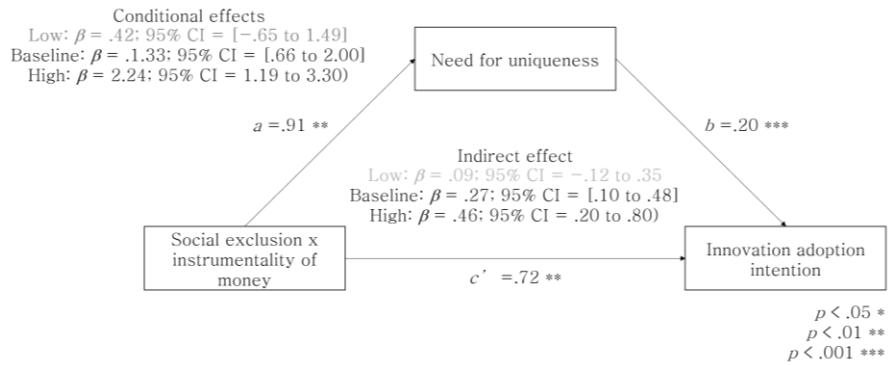 Conditional effects
Low: β = .42; 95% CI = [-.65 to 1.49]
Baseline: β = .1.33; 95% CI = [.66 to 2.00]
High: β = 2.24; 95% CI = 1.19 to 3.30)
Need for uniqueness
a =.91 **
b =.20 ***
Indirect effect
Low: β = .09; 95% CI = -.12 to .35
Baseline: β = .27; 95% CI = [.10 to .48]
High: β = .46; 95% CI = .20 to .80)
Social exclusion x
instrumentality of
money
Innovation adoption
intention
c′ =.72 **
p < .05 *
p < .01 **
p < .001 ***